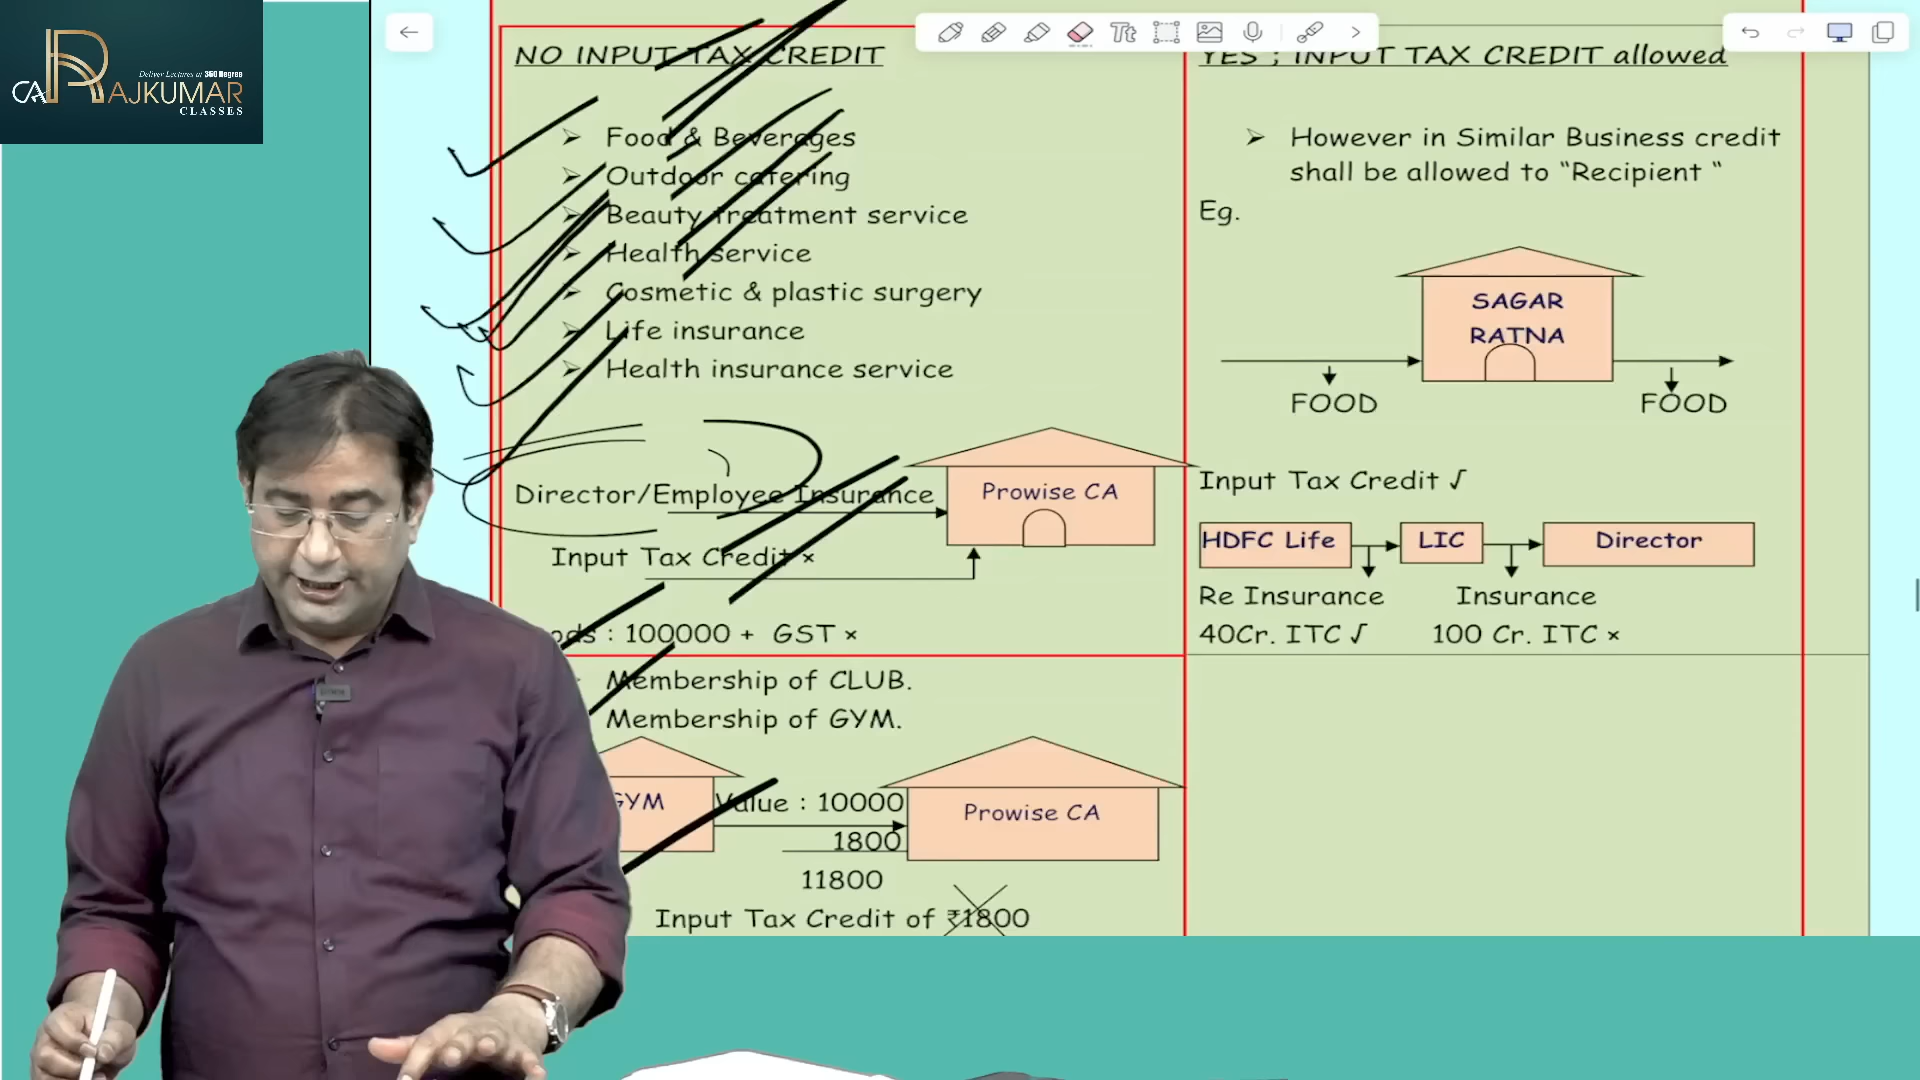 Deliver Lectures at 360 Degree
CA RAJKUMAR
CLASSES
Tt
NO INPUT TAX CREDIT
➢ Food & Beverages
➢ Outdoor catering
➢ Beauty treatment service
➢ Health service
➢ Cosmetic & plastic surgery
➢ Life insurance
➢ Health insurance service
Director/Employee Insurance
Prowise CA
Input Tax Credit ×
: 100000 + GST ×
Membership of CLUB.
Membership of GYM.
GYM
Value : 10000
1800
11800
Prowise CA
Input Tax Credit of ₹1800
YES ; INPUT TAX CREDIT allowed
➢ However in Similar Business credit
shall be allowed to “Recipient “
Eg.
SAGAR
RATNA
FOOD
FOOD
Input Tax Credit √
HDFC Life
LIC
Director
Re Insurance
Insurance
40Cr. ITC √
100 Cr. ITC ×